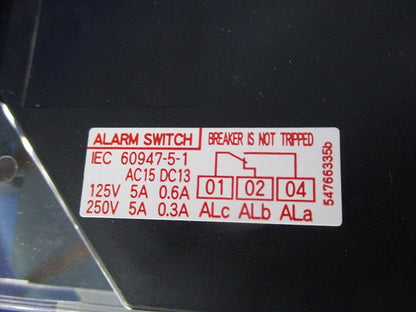 ALARM SWITCH
BREAKER IS NOT TRIPPED
IEC 60947-5-1
AC15 DC13
125V 5A 0.6A
250V 5A 0.3A
01 02 04
ALc ALb ALa
54766335b